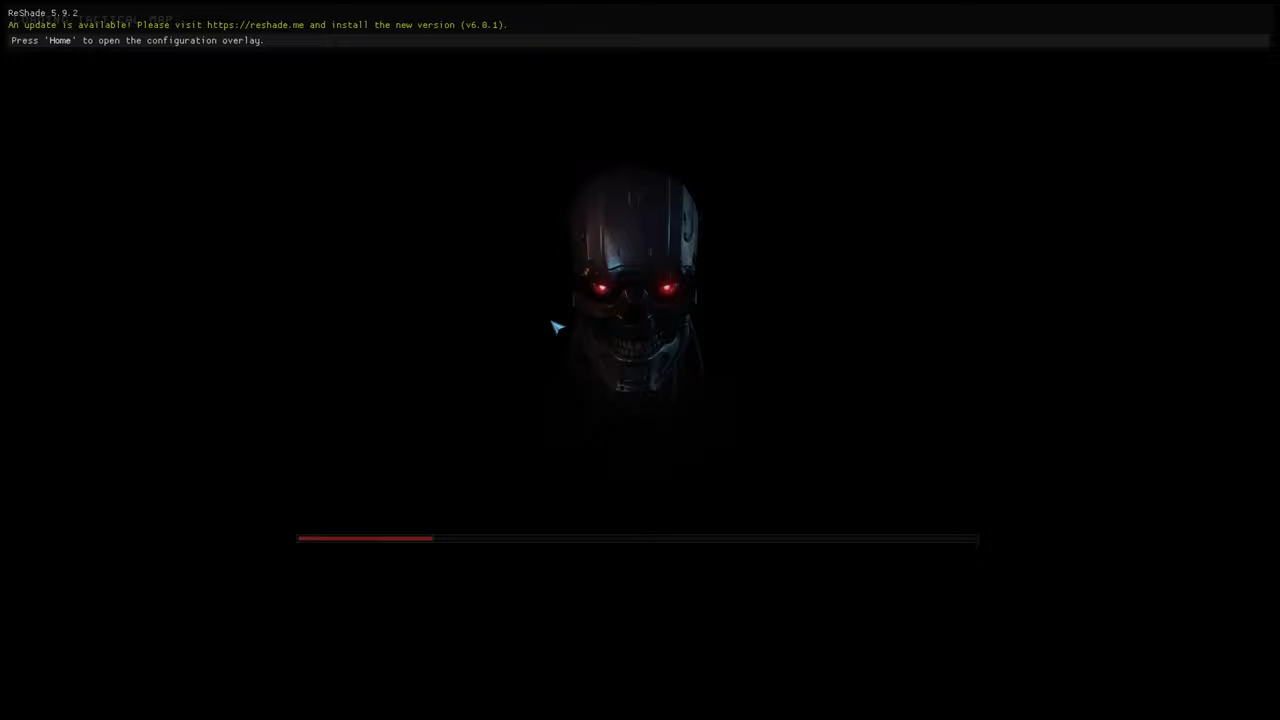 ReShade 5.9.2
An update is available! Please visit https://reshade.me and install the new version (v6.0.1).
Press 'Home' to open the configuration overlay.